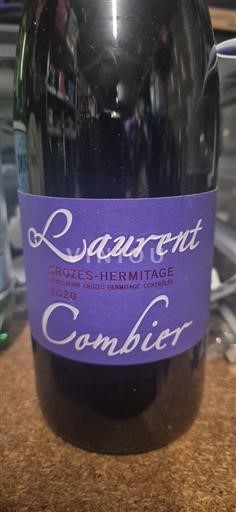 Laurent
CROZES-HERMITAGE
APPELLATION CROZES HERMITAGE CONTRÔLÉE
2020
Combier